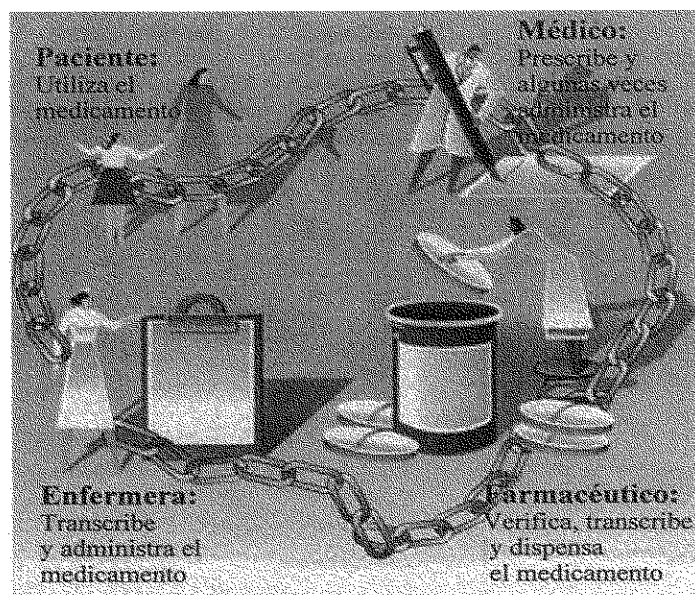 Paciente:
Utiliza el
medicamento
Médico:
Prescribe y
algunas veces
administra el
medicamento
Enfermera:
Transcribe
y administra el
medicamento
Farmacéutico:
Verifica, transcribe
y dispensa
el medicamento